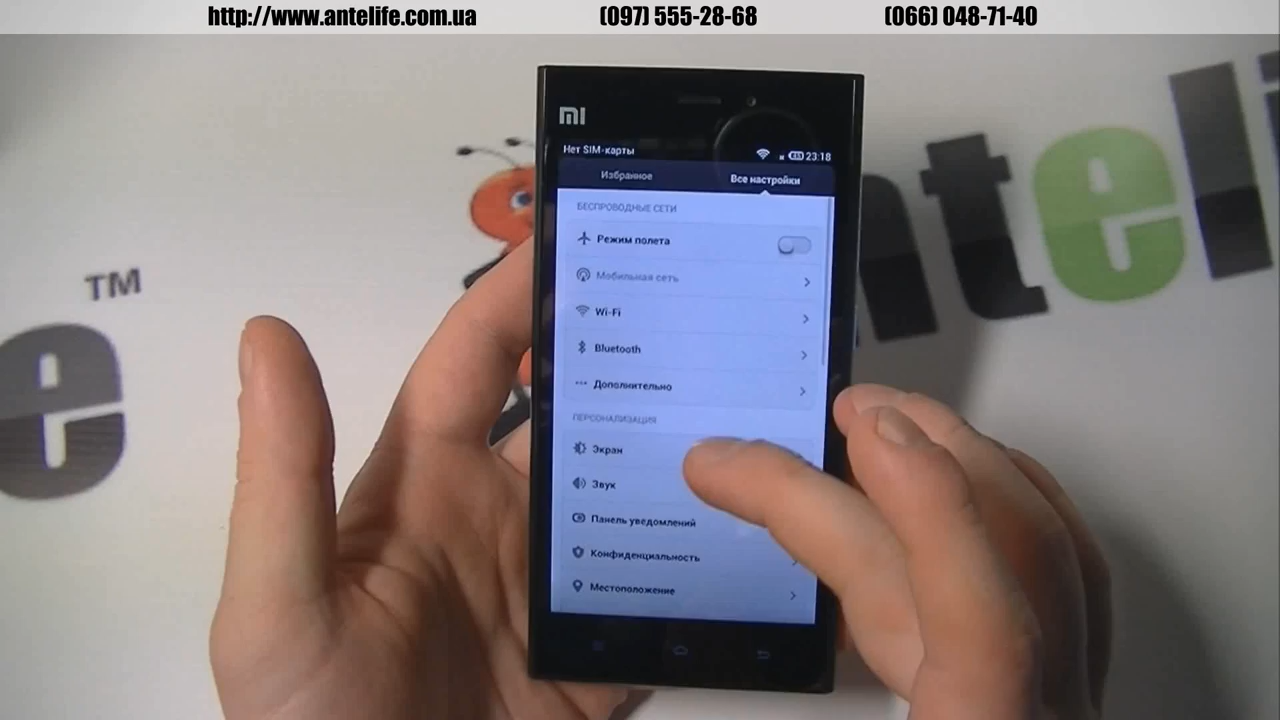 http://www.antelife.com.ua (097) 555-28-68 (066) 048-71-40
mi
Нет SIM-карты 23:18
Избранное Все настройки
БЕСПРОВОДНЫЕ СЕТИ
Режим полета
Мобильная сеть
Wi-Fi
Bluetooth
Дополнительно
ПЕРСОНАЛИЗАЦИЯ
Экран
Звук
Панель уведомлений
Конфиденциальность
Местоположение
TM
e
ntel